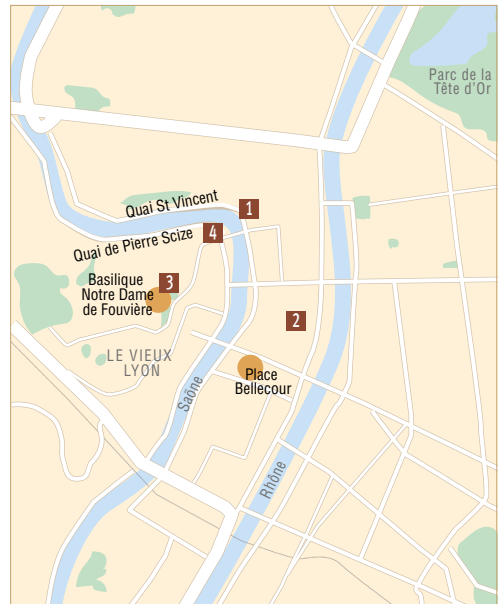 Parc de la
Tête d'Or
Quai St Vincent
1
Quai de Pierre Scize
4
Basilique
Notre Dame
de Fouvière
3
2
LE VIEUX
LYON
Place
Bellecour
Saône
Rhône